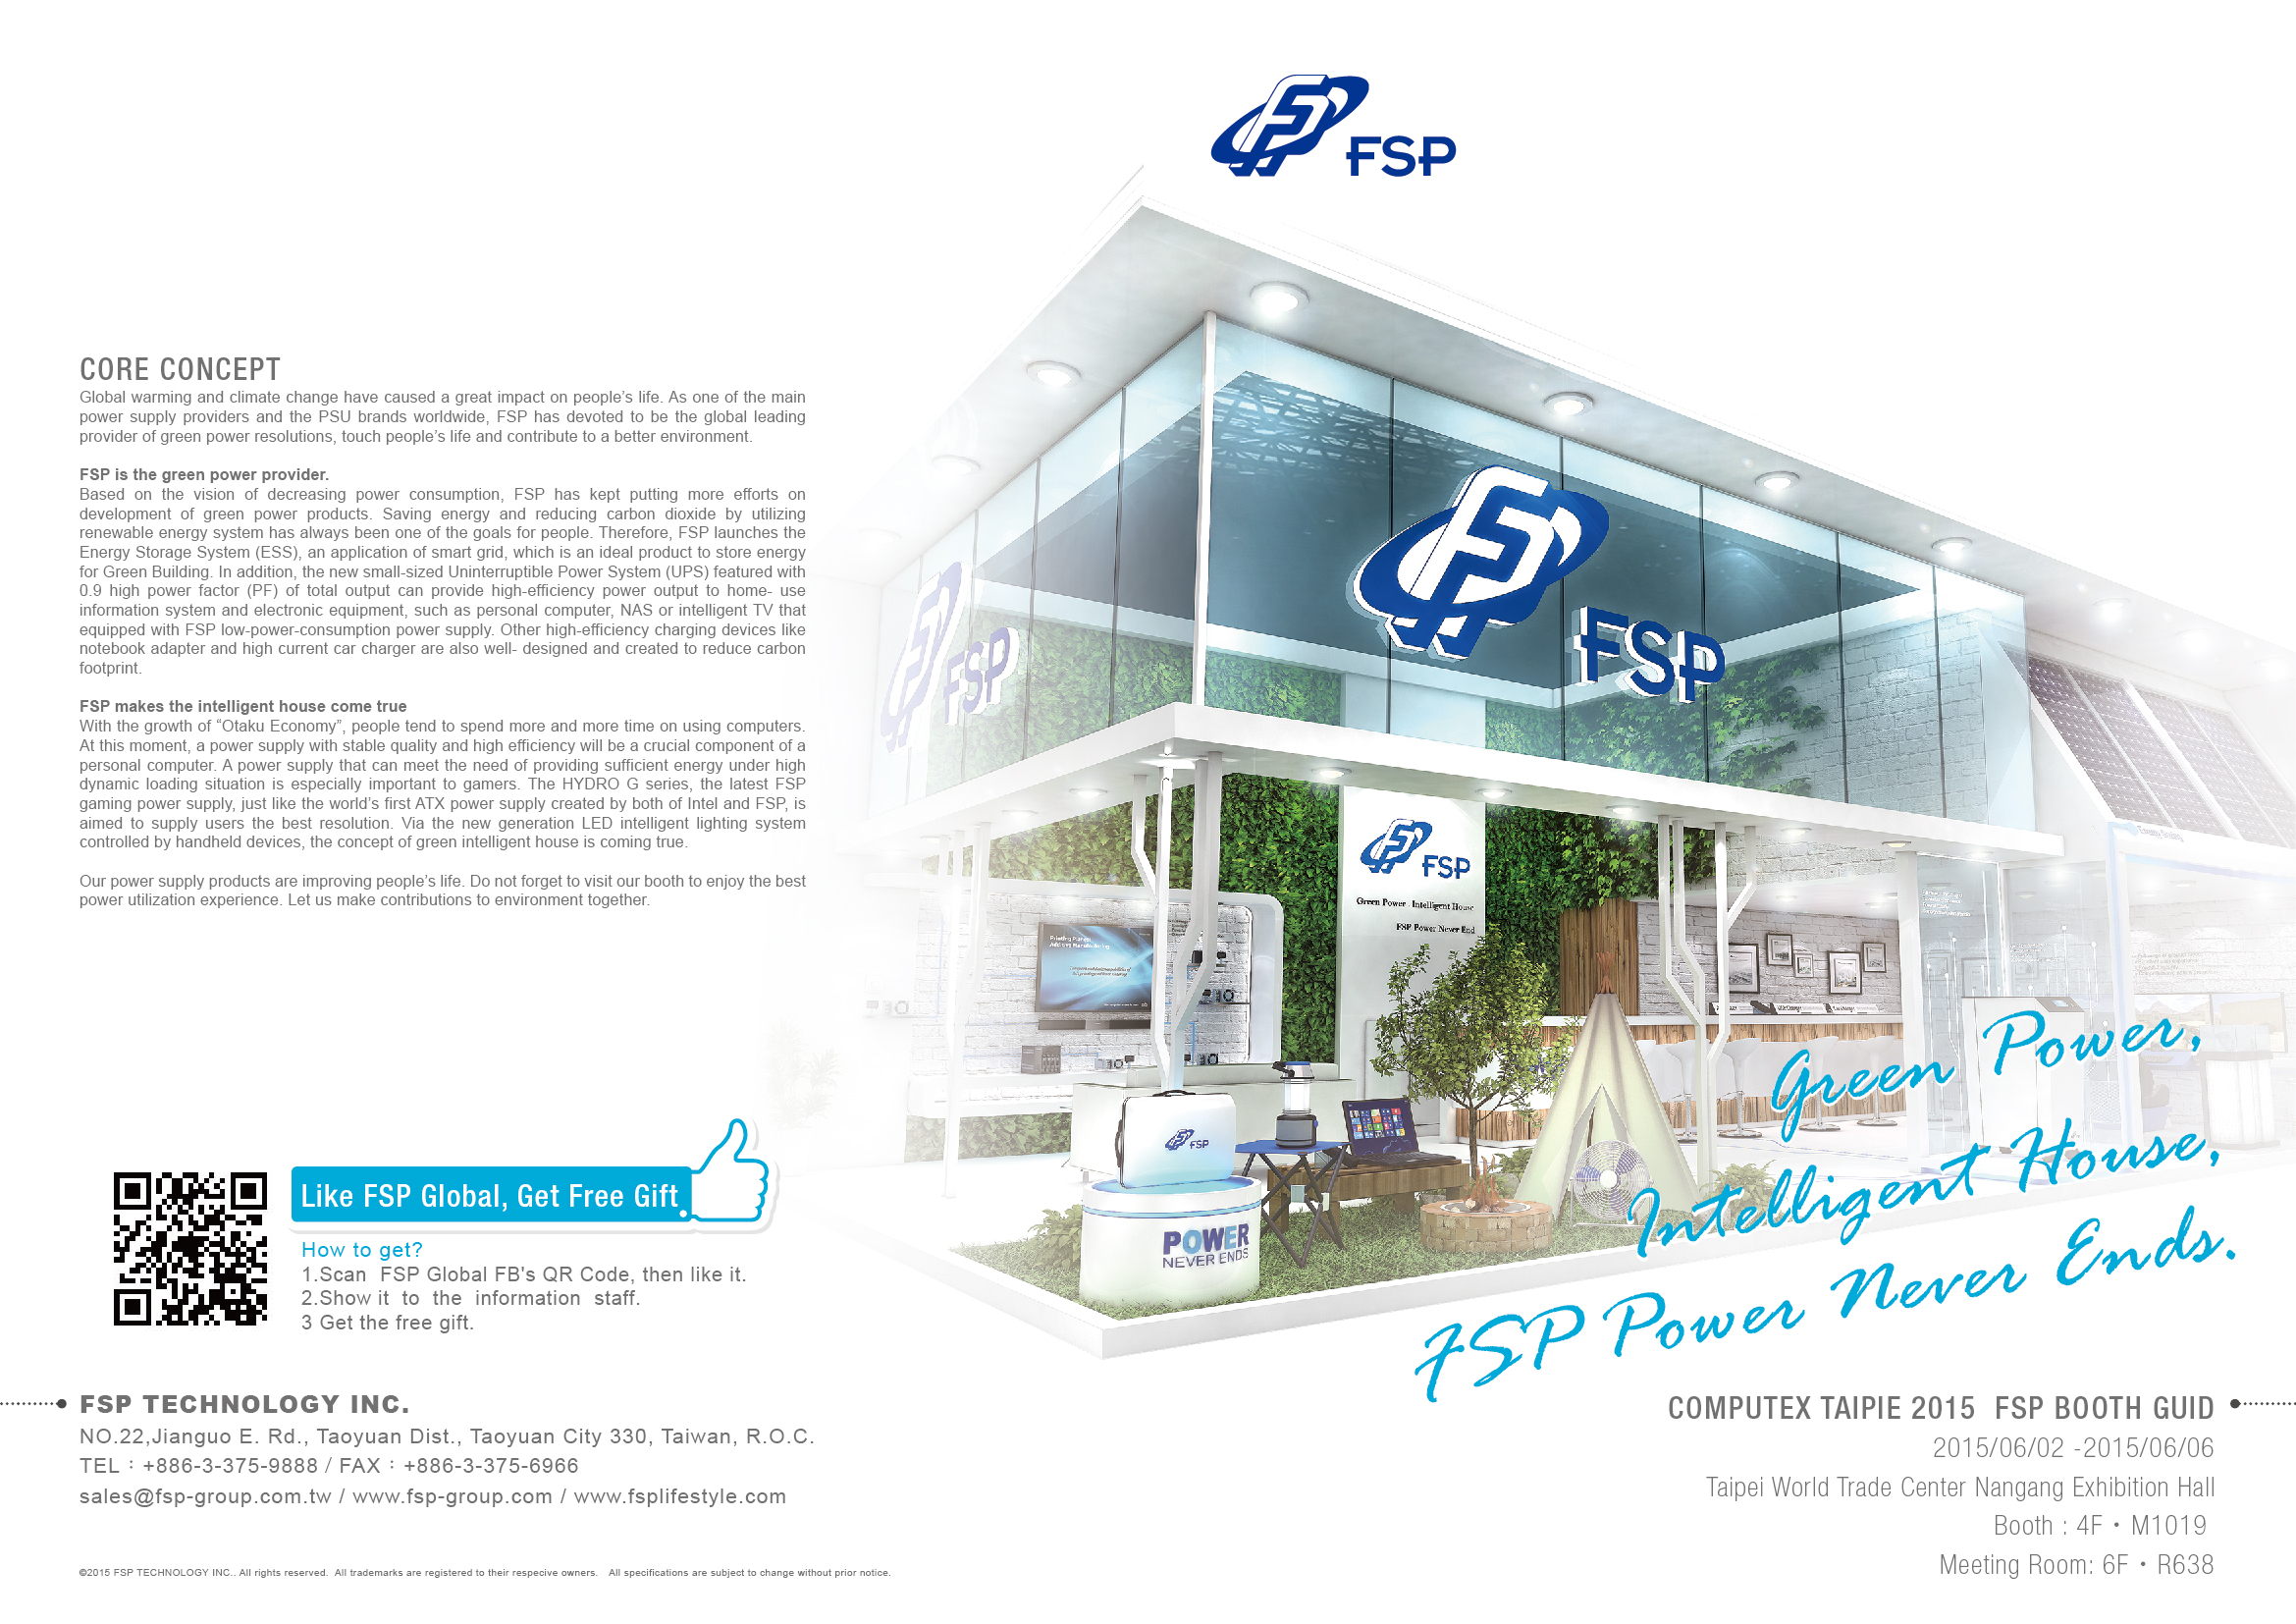 FSP
CORE CONCEPT
Global warming and climate change have caused a great impact on people's life. As one of the main
power supply providers and the PSU brands worldwide, FSP has devoted to be the global leading
provider of green power resolutions, touch people's life and contribute to a better environment.
FSP is the green power provider.
Based on the vision of decreasing power consumption, FSP has kept putting more efforts on
development of green power products. Saving energy and reducing carbon dioxide by utilizing
renewable energy system has always been one of the goals for people. Therefore, FSP launches the
Energy Storage System (ESS), an application of smart grid, which is an ideal product to store energy
for Green Building. In addition, the new small-sized Uninterruptible Power System (UPS) featured with
0.9 high power factor (PF) of total output can provide high-efficiency power output to home- use
information system and electronic equipment, such as personal computer, NAS or intelligent TV that
equipped with FSP low-power-consumption power supply. Other high-efficiency charging devices like
notebook adapter and high current car charger are also well- designed and created to reduce carbon
footprint.
FSP makes the intelligent house come true
With the growth of “Otaku Economy”, people tend to spend more and more time on using computers.
At this moment, a power supply with stable quality and high efficiency will be a crucial component of a
personal computer. A power supply that can meet the need of providing sufficient energy under high
dynamic loading situation is especially important to gamers. The HYDRO G series, the latest FSP
gaming power supply, just like the world's first ATX power supply created by both of Intel and FSP, is
aimed to supply users the best resolution. Via the new generation LED intelligent lighting system
controlled by handheld devices, the concept of green intelligent house is coming true.
Our power supply products are improving people's life. Do not forget to visit our booth to enjoy the best
power utilization experience. Let us make contributions to environment together.
Like FSP Global, Get Free Gift.
How to get?
1.Scan FSP Global FB's QR Code, then like it.
2.Show it to the information staff.
3 Get the free gift.
FSP TECHNOLOGY INC.
NO.22,Jianguo E. Rd., Taoyuan Dist., Taoyuan City 330, Taiwan, R.O.C.
TEL：+886-3-375-9888 / FAX：+886-3-375-6966
sales@fsp-group.com.tw / www.fsp-group.com / www.fsplifestyle.com
©2015 FSP TECHNOLOGY INC.. All rights reserved. All trademarks are registered to their respecive owners. All specifications are subject to change without prior notice.
FSP
FSP
FSP
Green Power . Intelligent House
FSP Power Never End
FSP
POWER
NEVER ENDS
Green Power,
Intelligent House,
FSP Power Never Ends.
COMPUTEX TAIPIE 2015 FSP BOOTH GUID
2015/06/02 -2015/06/06
Taipei World Trade Center Nangang Exhibition Hall
Booth : 4F・M1019
Meeting Room: 6F・R638